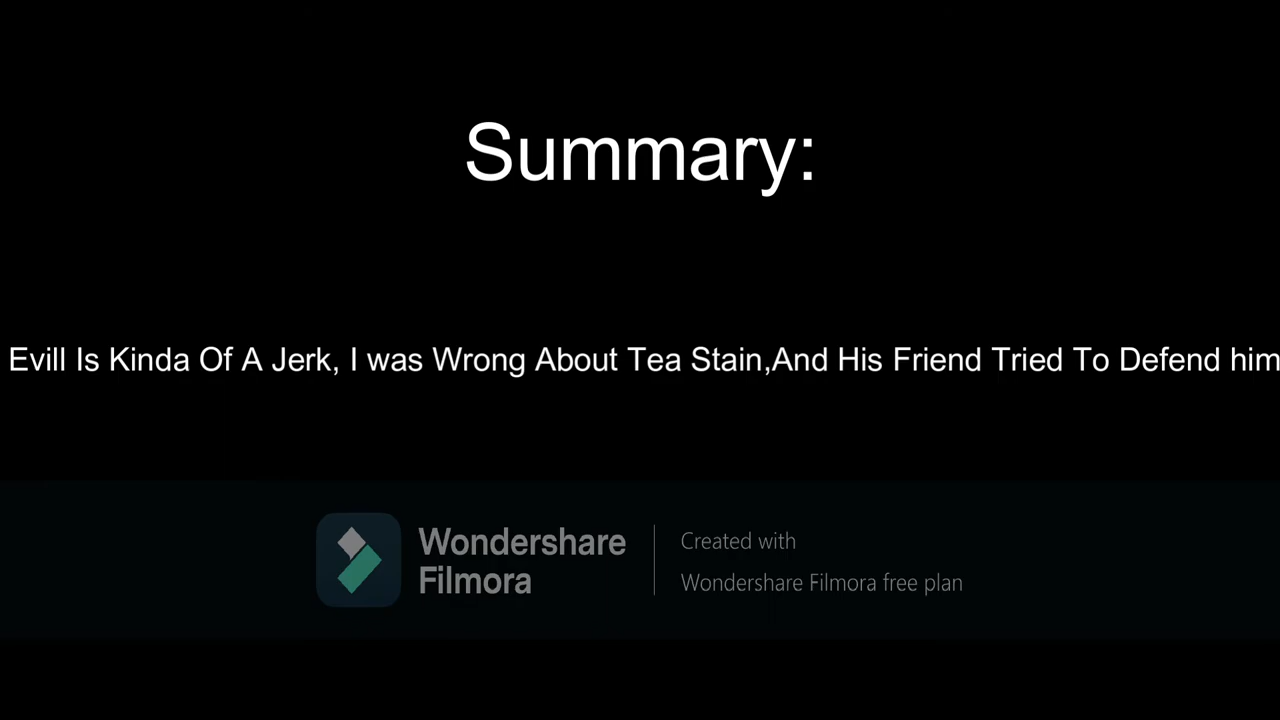 Summary:
Evill Is Kinda Of A Jerk, I was Wrong About Tea Stain,And His Friend Tried To Defend him
Wondershare
Filmora
Created with
Wondershare Filmora free plan